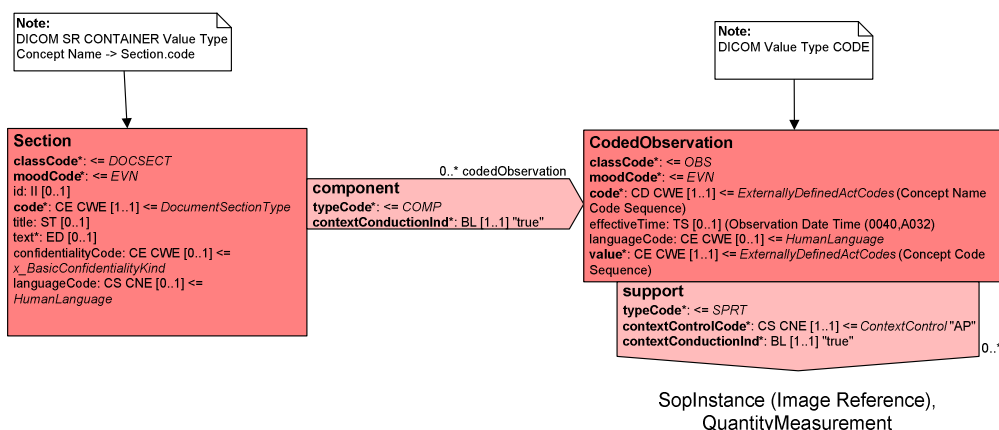 Note:
DICOM SR CONTAINER Value Type
Concept Name -> Section.code
Note:
DICOM Value Type CODE
Section
classCode*: <= DOCSECT
moodCode*: <= EVN
id: II [0..1]
code*: CE CWE [1..1] <= DocumentSectionType
title: ST [0..1]
text*: ED [0..1]
confidentialityCode: CE CWE [0..1] <=
x_BasicConfidentialityKind
languageCode: CS CNE [0..1] <=
HumanLanguage
0..* codedObservation
component
typeCode*: <= COMP
contextConductionInd*: BL [1..1] "true"
CodedObservation
classCode*: <= OBS
moodCode*: <= EVN
code*: CD CWE [1..1] <= ExternallyDefinedActCodes (Concept Name
Code Sequence)
effectiveTime: TS [0..1] (Observation Date Time (0040,A032)
languageCode: CE CWE [0..1] <= HumanLanguage
value*: CE CWE [1..1] <= ExternallyDefinedActCodes (Concept Code
Sequence)
support
typeCode*: <= SPRT
contextControlCode*: CS CNE [1..1] <= ContextControl "AP"
contextConductionInd*: BL [1..1] "true"
0..*
SopInstance (Image Reference),
QuantityMeasurement